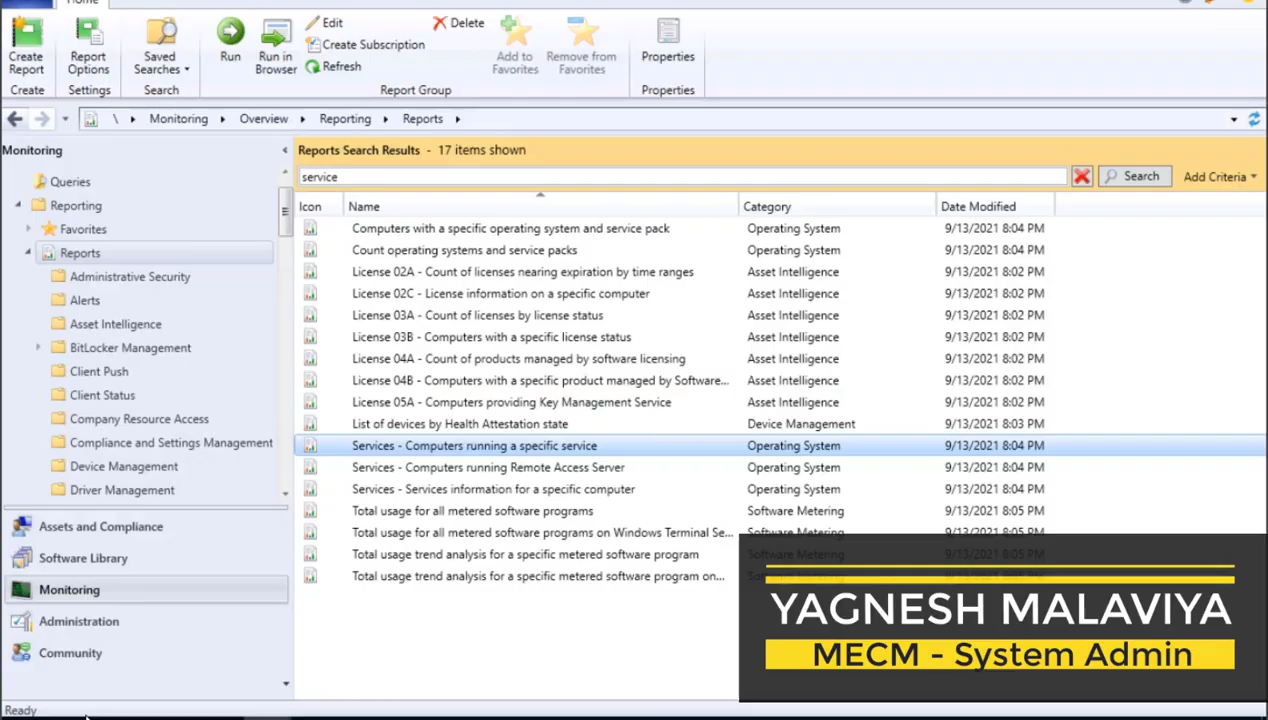 Home
Create Report
Report Options
Saved Searches
Run
Run in Browser
Edit
Create Subscription
Refresh
Delete
Add to Favorites
Remove from Favorites
Properties
Create
Settings
Search
Report Group
Properties
\ Monitoring Overview Reporting Reports
Monitoring
Queries
Reporting
Favorites
Reports
Administrative Security
Alerts
Asset Intelligence
BitLocker Management
Client Push
Client Status
Company Resource Access
Compliance and Settings Management
Device Management
Driver Management
Assets and Compliance
Software Library
Monitoring
Administration
Community
Reports Search Results - 17 items shown
service
Search
Add Criteria
Icon Name Category Date Modified
Computers with a specific operating system and service pack Operating System 9/13/2021 8:04 PM
Count operating systems and service packs Operating System 9/13/2021 8:04 PM
License 02A - Count of licenses nearing expiration by time ranges Asset Intelligence 9/13/2021 8:02 PM
License 02C - License information on a specific computer Asset Intelligence 9/13/2021 8:02 PM
License 03A - Count of licenses by license status Asset Intelligence 9/13/2021 8:02 PM
License 03B - Computers with a specific license status Asset Intelligence 9/13/2021 8:02 PM
License 04A - Count of products managed by software licensing Asset Intelligence 9/13/2021 8:02 PM
License 04B - Computers with a specific product managed by Software... Asset Intelligence 9/13/2021 8:02 PM
License 05A - Computers providing Key Management Service Asset Intelligence 9/13/2021 8:02 PM
List of devices by Health Attestation state Device Management 9/13/2021 8:03 PM
Services - Computers running a specific service Operating System 9/13/2021 8:04 PM
Services - Computers running Remote Access Server Operating System 9/13/2021 8:04 PM
Services - Services information for a specific computer Operating System 9/13/2021 8:04 PM
Total usage for all metered software programs Software Metering 9/13/2021 8:05 PM
Total usage for all metered software programs on Windows Terminal Se... Software Metering 9/13/2021 8:05 PM
Total usage trend analysis for a specific metered software program Software Metering 9/13/2021 8:05 PM
Total usage trend analysis for a specific metered software program on...
YAGNESH MALAVIYA
MECM - System Admin
Ready